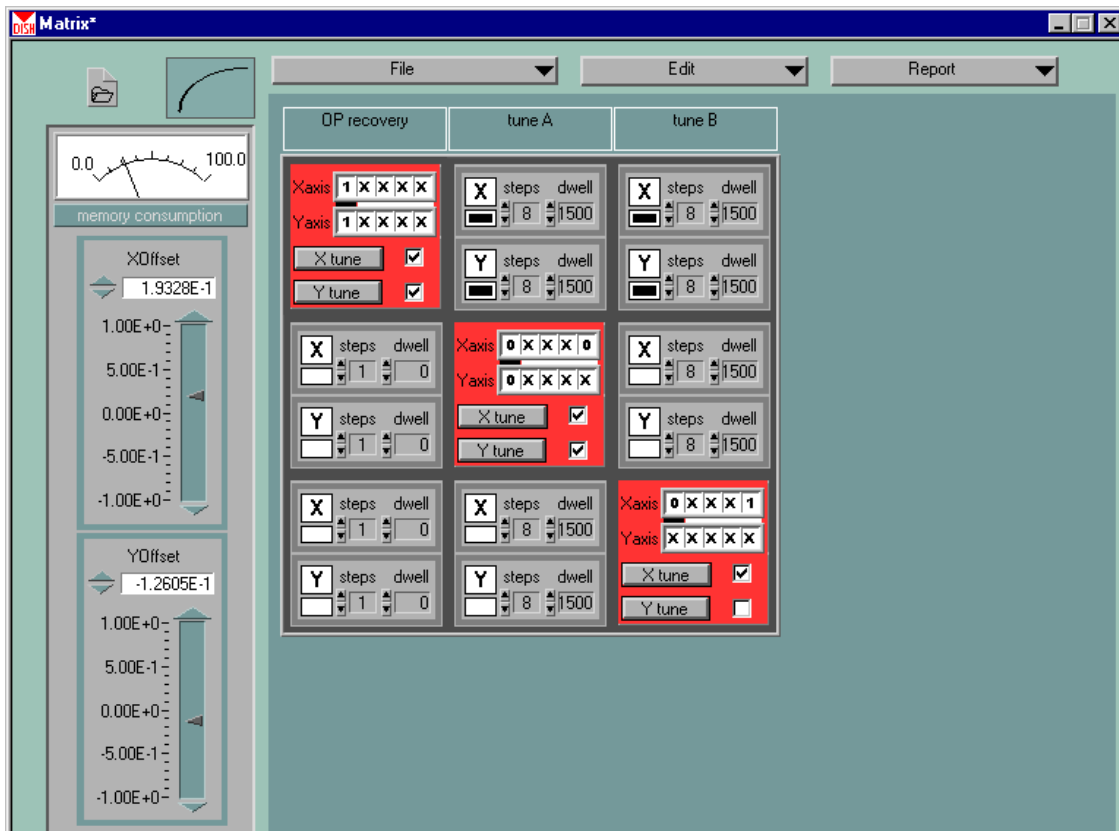 DISH Matrix*
File Edit Report
OP recovery tune A tune B
0.0 100.0
memory consumption
XOffset
1.9328E-1
1.00E+0
5.00E-1
0.00E+0
-5.00E-1
-1.00E+0
YOffset
-1.2605E-1
1.00E+0
5.00E-1
0.00E+0
-5.00E-1
-1.00E+0
Xaxis 1 X X X X
Yaxis 1 X X X X
X tune
Y tune
X steps dwell
8 1500
Y steps dwell
8 1500
X steps dwell
8 1500
Y steps dwell
8 1500
X steps dwell
1 0
Y steps dwell
1 0
Xaxis 0 X X X 0
Yaxis 0 X X X X
X tune
Y tune
X steps dwell
8 1500
Y steps dwell
8 1500
X steps dwell
1 0
Y steps dwell
1 0
X steps dwell
8 1500
Y steps dwell
8 1500
Xaxis 0 X X X 1
Yaxis X X X X X
X tune
Y tune